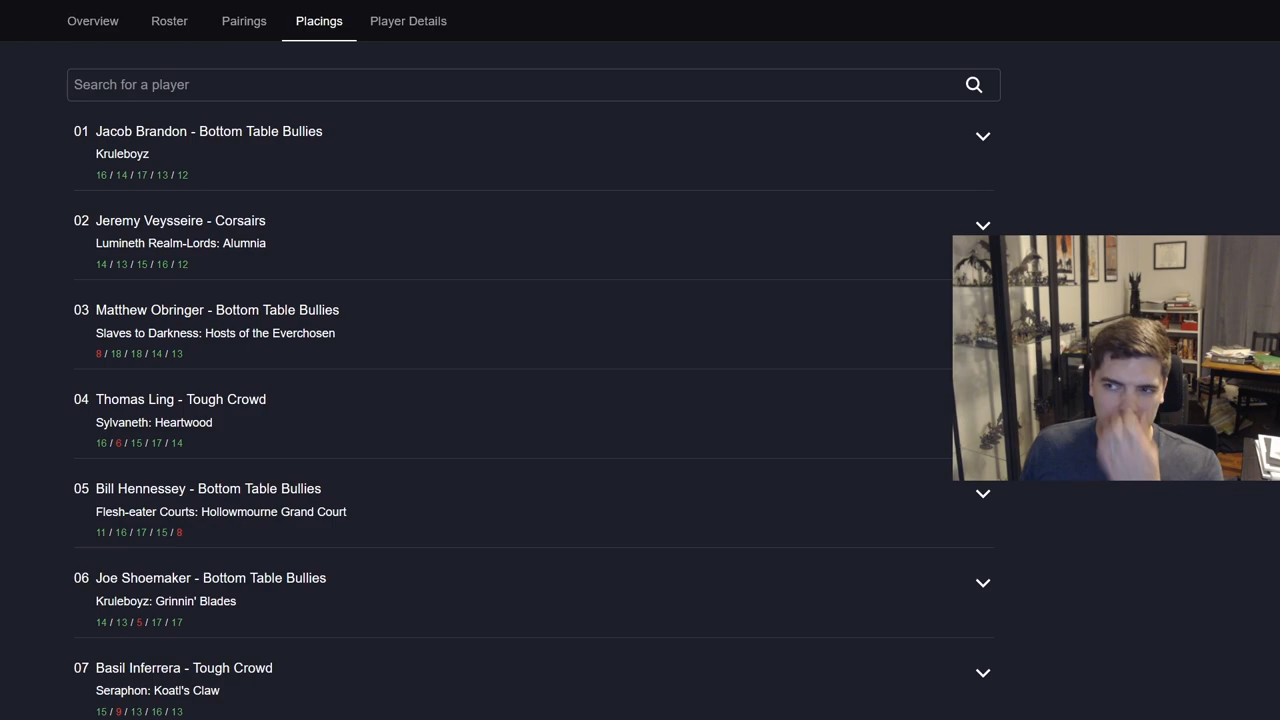 Overview Roster Pairings Placings Player Details
Search for a player
01 Jacob Brandon - Bottom Table Bullies
Kruleboyz
16 / 14 / 17 / 13 / 12
02 Jeremy Veysseire - Corsairs
Lumineth Realm-Lords: Alumnia
14 / 13 / 15 / 16 / 12
03 Matthew Obringer - Bottom Table Bullies
Slaves to Darkness: Hosts of the Everchosen
8 / 18 / 18 / 14 / 13
04 Thomas Ling - Tough Crowd
Sylvaneth: Heartwood
16 / 6 / 15 / 17 / 14
05 Bill Hennessey - Bottom Table Bullies
Flesh-eater Courts: Hollowmourne Grand Court
11 / 16 / 17 / 15 / 8
06 Joe Shoemaker - Bottom Table Bullies
Kruleboyz: Grinnin' Blades
14 / 13 / 5 / 17 / 17
07 Basil Inferrera - Tough Crowd
Seraphon: Koatl's Claw
15 / 9 / 13 / 16 / 13